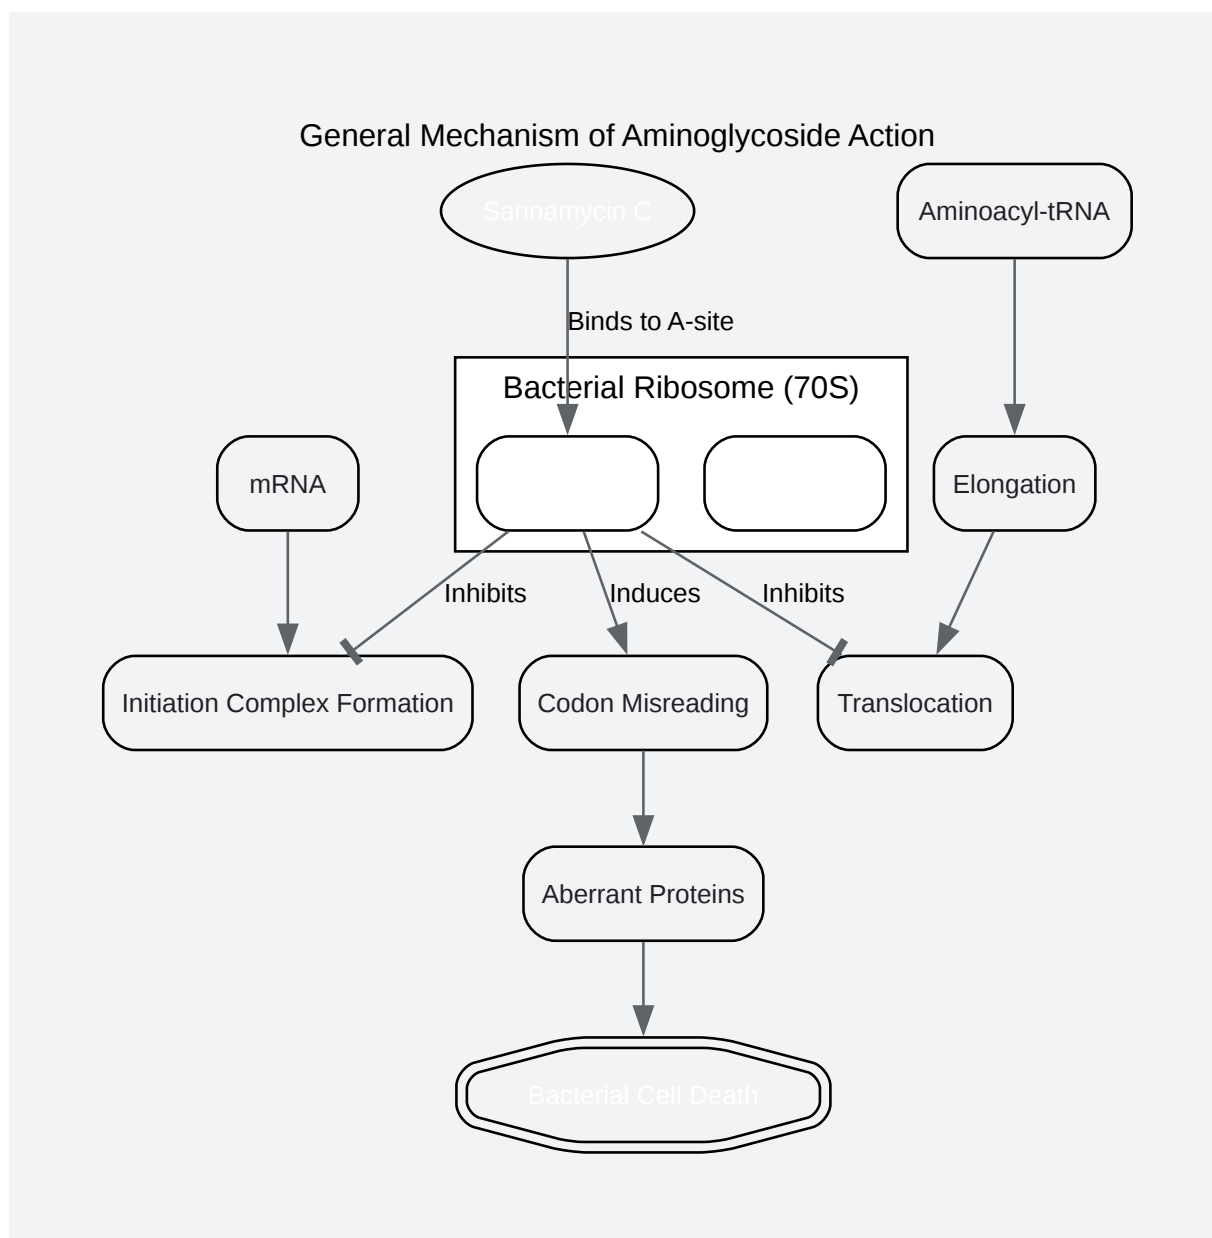 General Mechanism of Aminoglycoside Action
Sannamycin C
Aminoacyl-tRNA
Binds to A-site
Bacterial Ribosome (70S)
mRNA
Elongation
Inhibits
Induces
Inhibits
Initiation Complex Formation
Codon Misreading
Translocation
Aberrant Proteins
Bacterial Cell Death